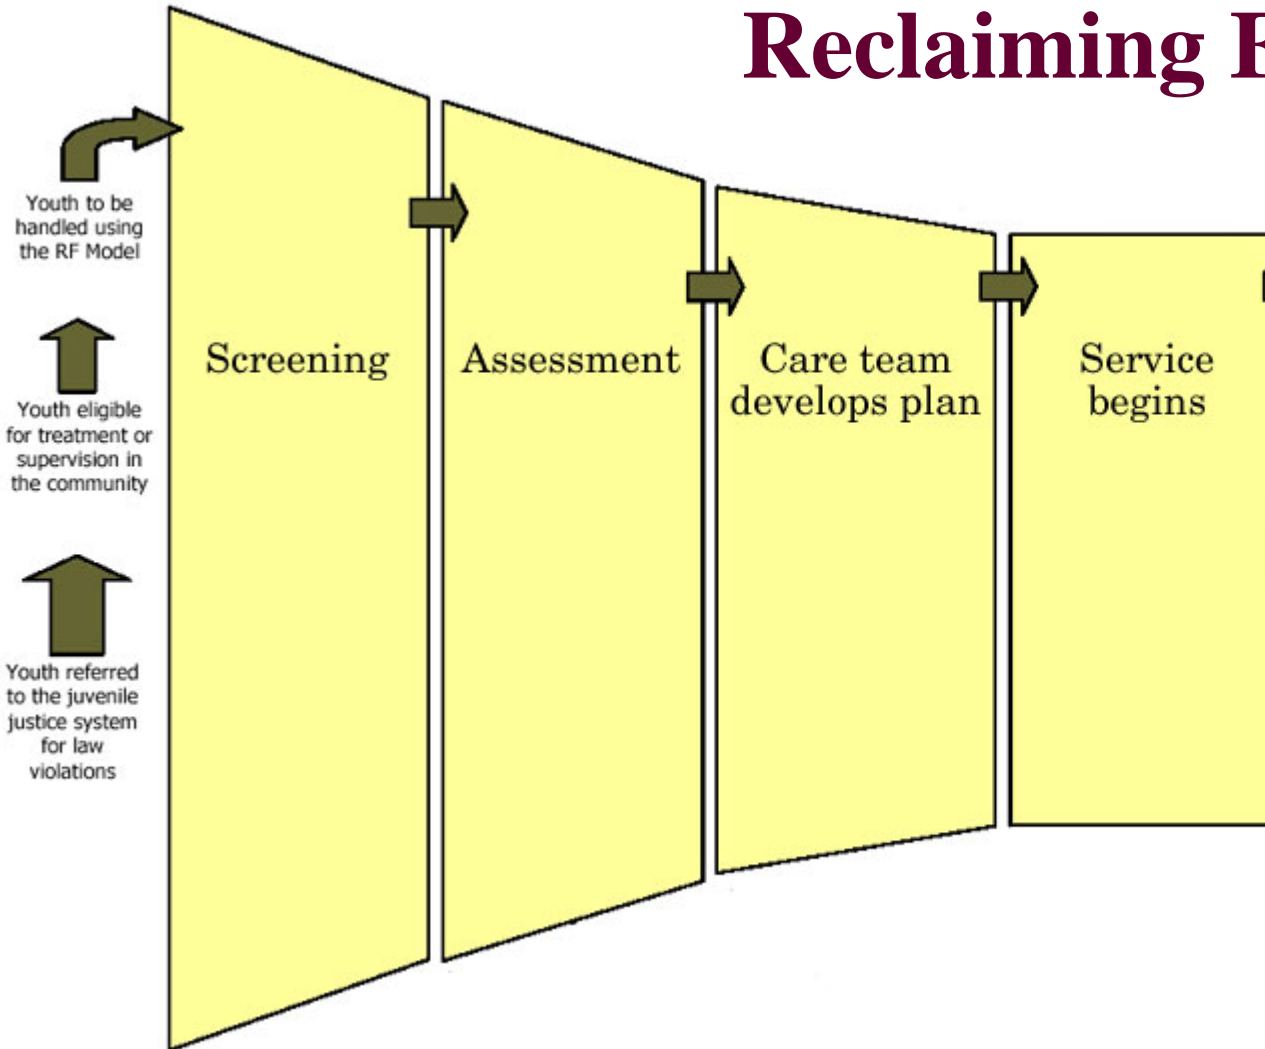 Reclaiming
Youth to be
handled using
the RF Model
Youth eligible
for treatment or
supervision in
the community
Youth referred
to the juvenile
justice system
for law
violations
Screening
Assessment
Care team
develops plan
Service
begins